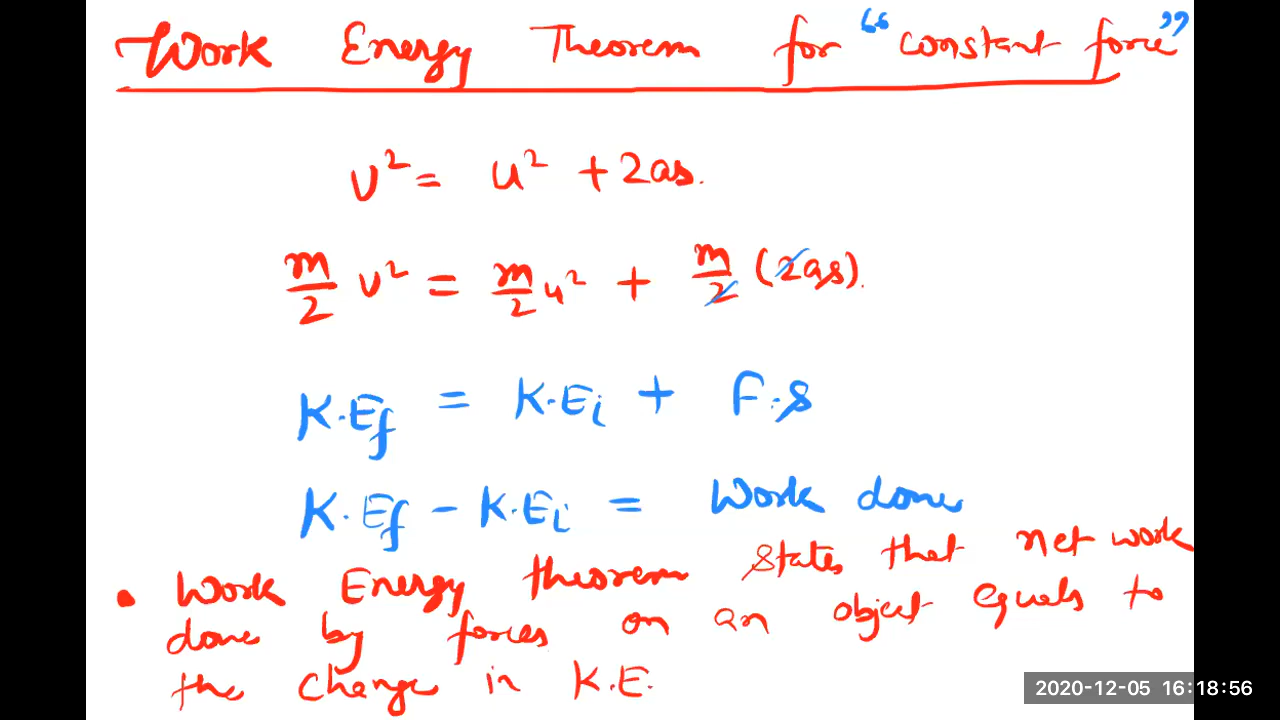 Work Energy Theorem for "constant force"
v² = u² + 2as.
m/2 v² = m/2 u² + m/2 (2as).
K.Ef = K.Ei + F.s
K.Ef - K.Ei = Work done
• Work Energy theorem states that net work
done by forces on an object equals to
the change in K.E.
2020-12-05 16:18:56